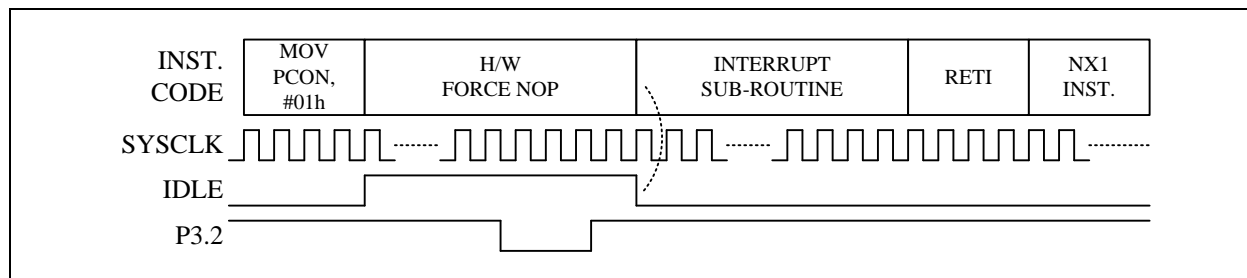 INST.
CODE
MOV
PCON,
#01h
H/W
FORCE NOP
INTERRUPT
SUB-ROUTINE
RETI
NX1
INST.
SYSCLK
IDLE
P3.2